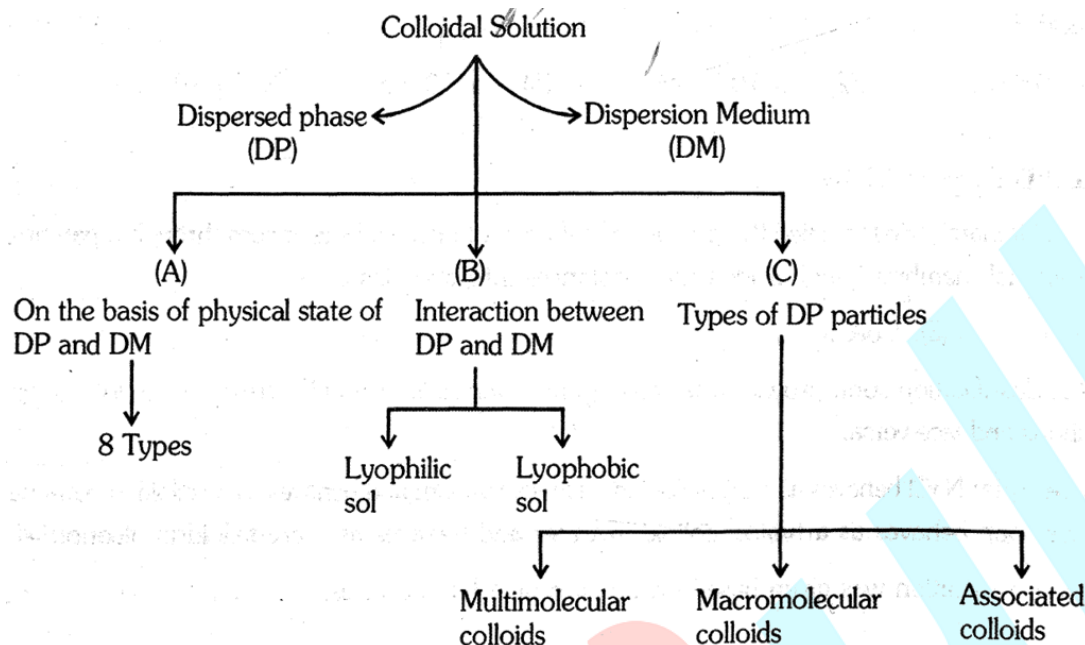 Colloidal Solution
Dispersed phase
(DP)
Dispersion Medium
(DM)
(A)
On the basis of physical state of
DP and DM
8 Types
(B)
Interaction between
DP and DM
Lyophilic
sol
Lyophobic
sol
(C)
Types of DP particles
Multimolecular
colloids
Macromolecular
colloids
Associated
colloids